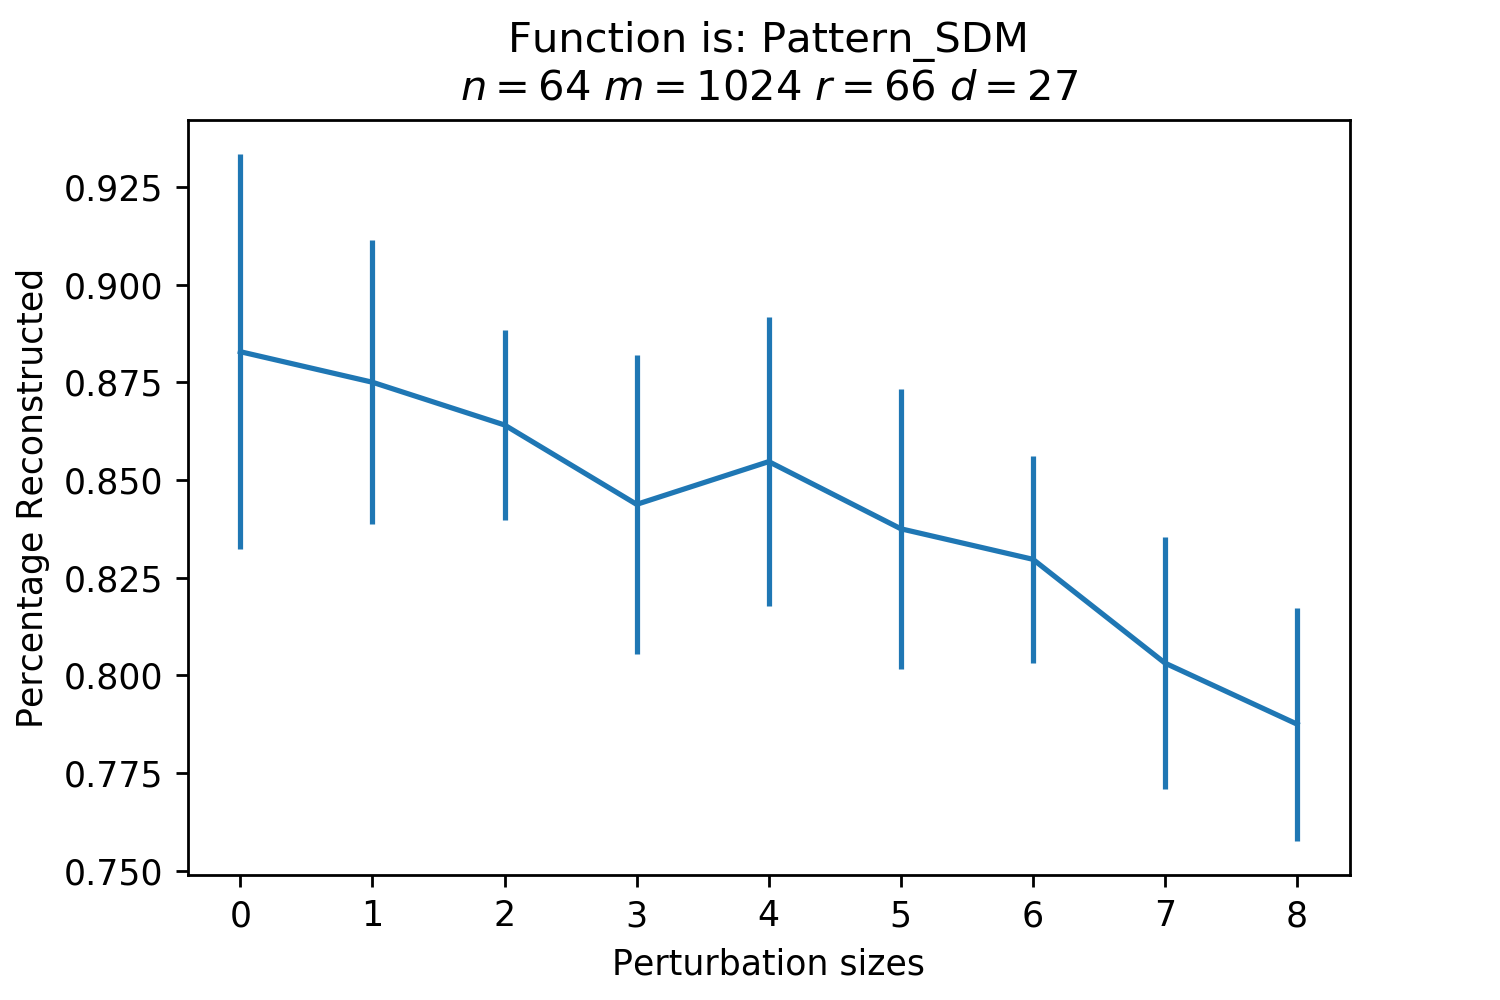 Function is: Pattern_SDM
n = 64 m = 1024 r = 66 d = 27
0.925
0.900
0.875
0.850
0.825
0.800
0.775
0.750
Percentage Reconstructed
0 1 2 3 4 5 6 7 8
Perturbation sizes